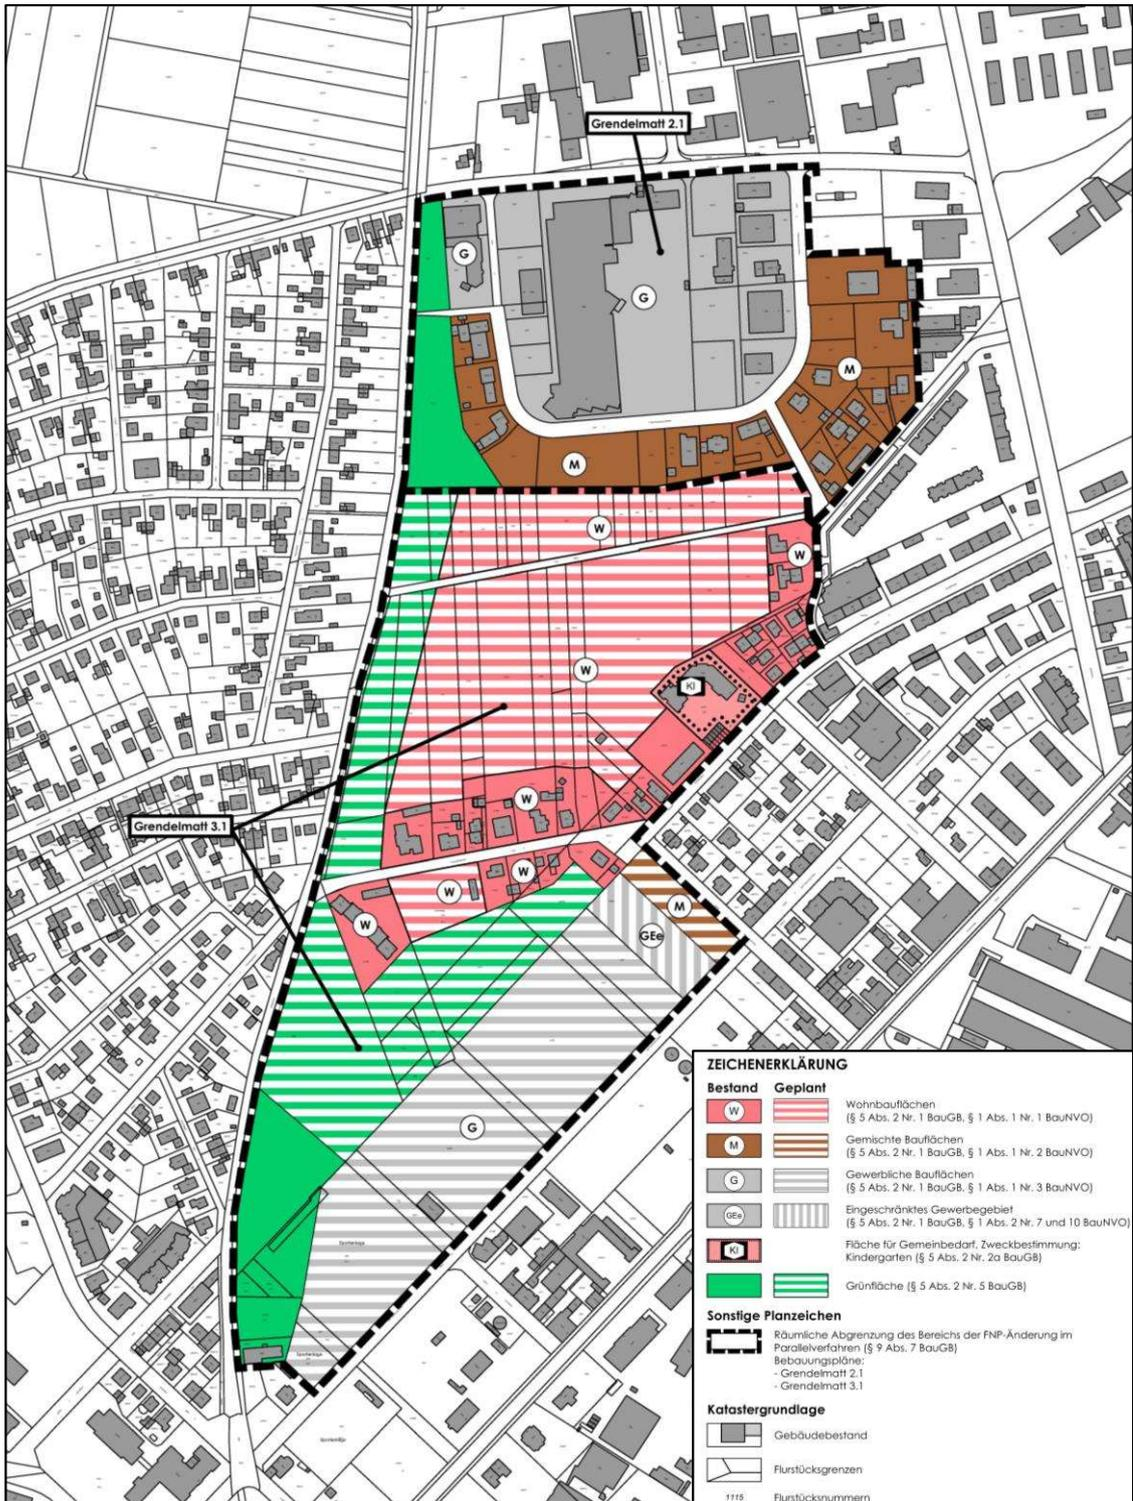 Grendelmatt 2.1
G
G
M
M
W
W
W
KI
W
Grendelmatt 3.1
W
W
W
M
GEe
G
Sportanlage
Sportanlage
ZEICHENERKLÄRUNG
Bestand Geplant
W Wohnbauflächen
(§ 5 Abs. 2 Nr. 1 BauGB, § 1 Abs. 1 Nr. 1 BauNVO)
M Gemischte Bauflächen
(§ 5 Abs. 2 Nr. 1 BauGB, § 1 Abs. 1 Nr. 2 BauNVO)
G Gewerbliche Bauflächen
(§ 5 Abs. 2 Nr. 1 BauGB, § 1 Abs. 1 Nr. 3 BauNVO)
GEe Eingeschränktes Gewerbegebiet
(§ 5 Abs. 2 Nr. 1 BauGB, § 1 Abs. 2 Nr. 7 und 10 BauNVO)
KI Fläche für Gemeinbedarf, Zweckbestimmung:
Kindergarten (§ 5 Abs. 2 Nr. 2a BauGB)
Grünfläche (§ 5 Abs. 2 Nr. 5 BauGB)
Sonstige Planzeichen
Räumliche Abgrenzung des Bereichs der FNP-Änderung im
Parallelverfahren (§ 9 Abs. 7 BauGB)
Bebauungspläne:
- Grendelmatt 2.1
- Grendelmatt 3.1
Katastergrundlage
Gebäudebestand
Flurstücksgrenzen
1115 Flurstücksnummern